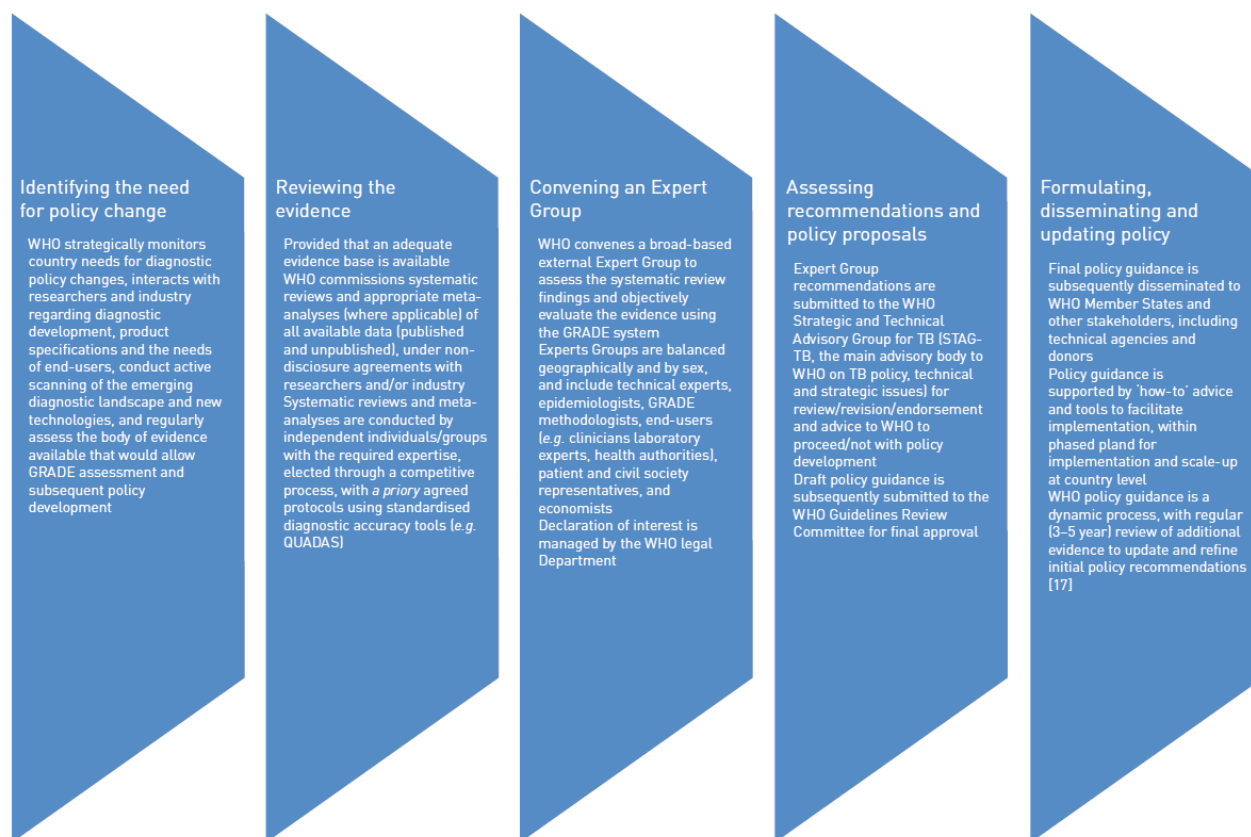 Identifying the need
for policy change
WHO strategically monitors
country needs for diagnostic
policy changes, interacts with
researchers and industry
regarding diagnostic
development, product
specifications and the needs
of end-users, conduct active
scanning of the emerging
diagnostic landscape and new
technologies, and regularly
assess the body of evidence
available that would allow
GRADE assessment and
subsequent policy
development
Reviewing the
evidence
Provided that an adequate
evidence base is available
WHO commissions systematic
reviews and appropriate meta-
analyses (where applicable) of
all available data (published
and unpublished), under non-
disclosure agreements with
researchers and/or industry
Systematic reviews and meta-
analyses are conducted by
independent individuals/groups
with the required expertise,
elected through a competitive
process, with a priory agreed
protocols using standardised
diagnostic accuracy tools (e.g.
QUADAS)
Convening an Expert
Group
WHO convenes a broad-based
external Expert Group to
assess the systematic review
findings and objectively
evaluate the evidence using
the GRADE system
Experts Groups are balanced
geographically and by sex,
and include technical experts,
epidemiologists, GRADE
methodologists, end-users
(e.g. clinicians laboratory
experts, health authorities),
patient and civil society
representatives, and
economists
Declaration of interest is
managed by the WHO legal
Department
Assessing
recommendations and
policy proposals
Expert Group
recommendations are
submitted to the WHO
Strategic and Technical
Advisory Group for TB (STAG-
TB, the main advisory body to
WHO on TB policy, technical
and strategic issues) for
review/revision/endorsement
and advice to WHO to
proceed/not with policy
development
Draft policy guidance is
subsequently submitted to the
WHO Guidelines Review
Committee for final approval
Formulating,
disseminating and
updating policy
Final policy guidance is
subsequently disseminated to
WHO Member States and
other stakeholders, including
technical agencies and
donors
Policy guidance is
supported by 'how-to' advice
and tools to facilitate
implementation, within
phased pland for
implementation and scale-up
at country level
WHO policy guidance is a
dynamic process, with regular
(3–5 year) review of additional
evidence to update and refine
initial policy recommendations
[17]